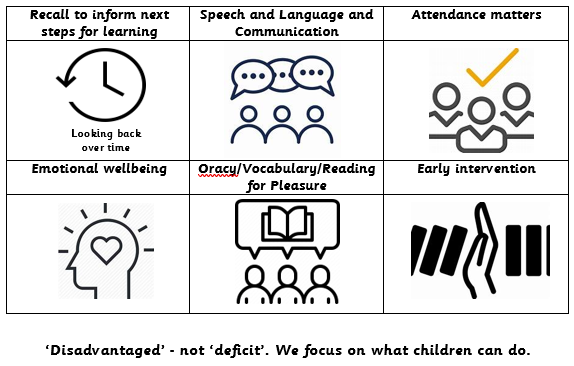 Recall to inform next
steps for learning
Speech and Language and
Communication
Attendance matters
Looking back
over time
Emotional wellbeing
Oracy/Vocabulary/Reading
for Pleasure
Early intervention
‘Disadvantaged’ - not ‘deficit’. We focus on what children can do.